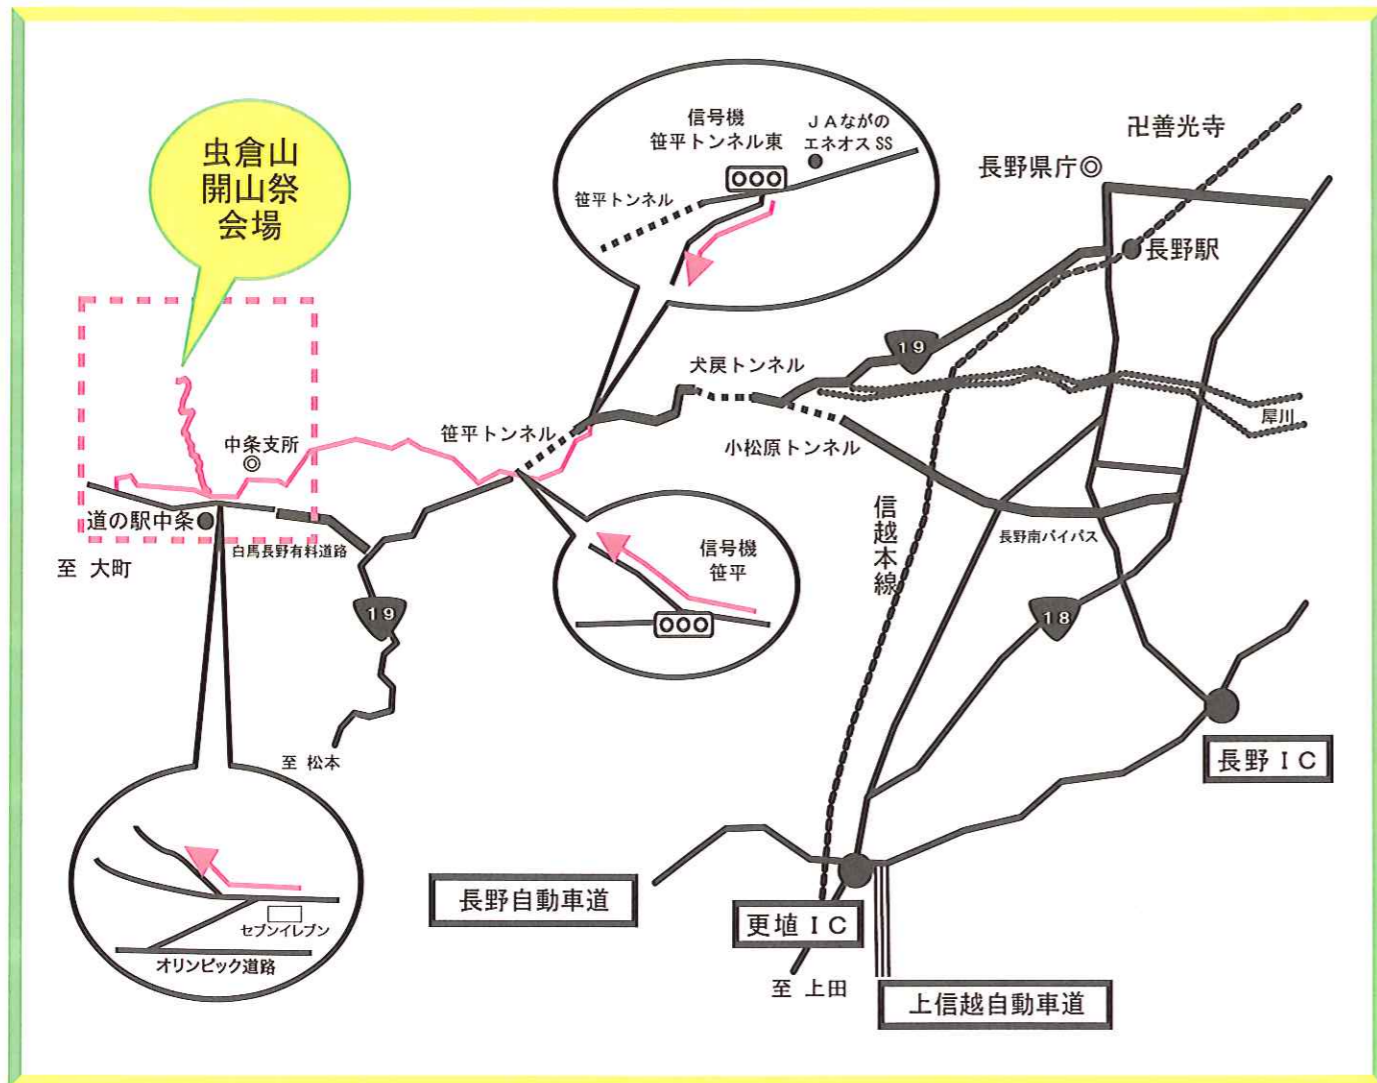 虫倉山
開山祭
会場
信号機
笹平トンネル東
ＪＡながの
エネオスSS
笹平トンネル
卍善光寺
長野県庁◎
長野駅
19
犬戻トンネル
犀川
笹平トンネル
中条支所
◎
小松原トンネル
信越本線
長野南バイパス
道の駅中条
白馬長野有料道路
至 大町
信号機
笹平
19
18
至 松本
長野ＩＣ
セブンイレブン
オリンピック道路
長野自動車道
更埴ＩＣ
至 上田
上信越自動車道